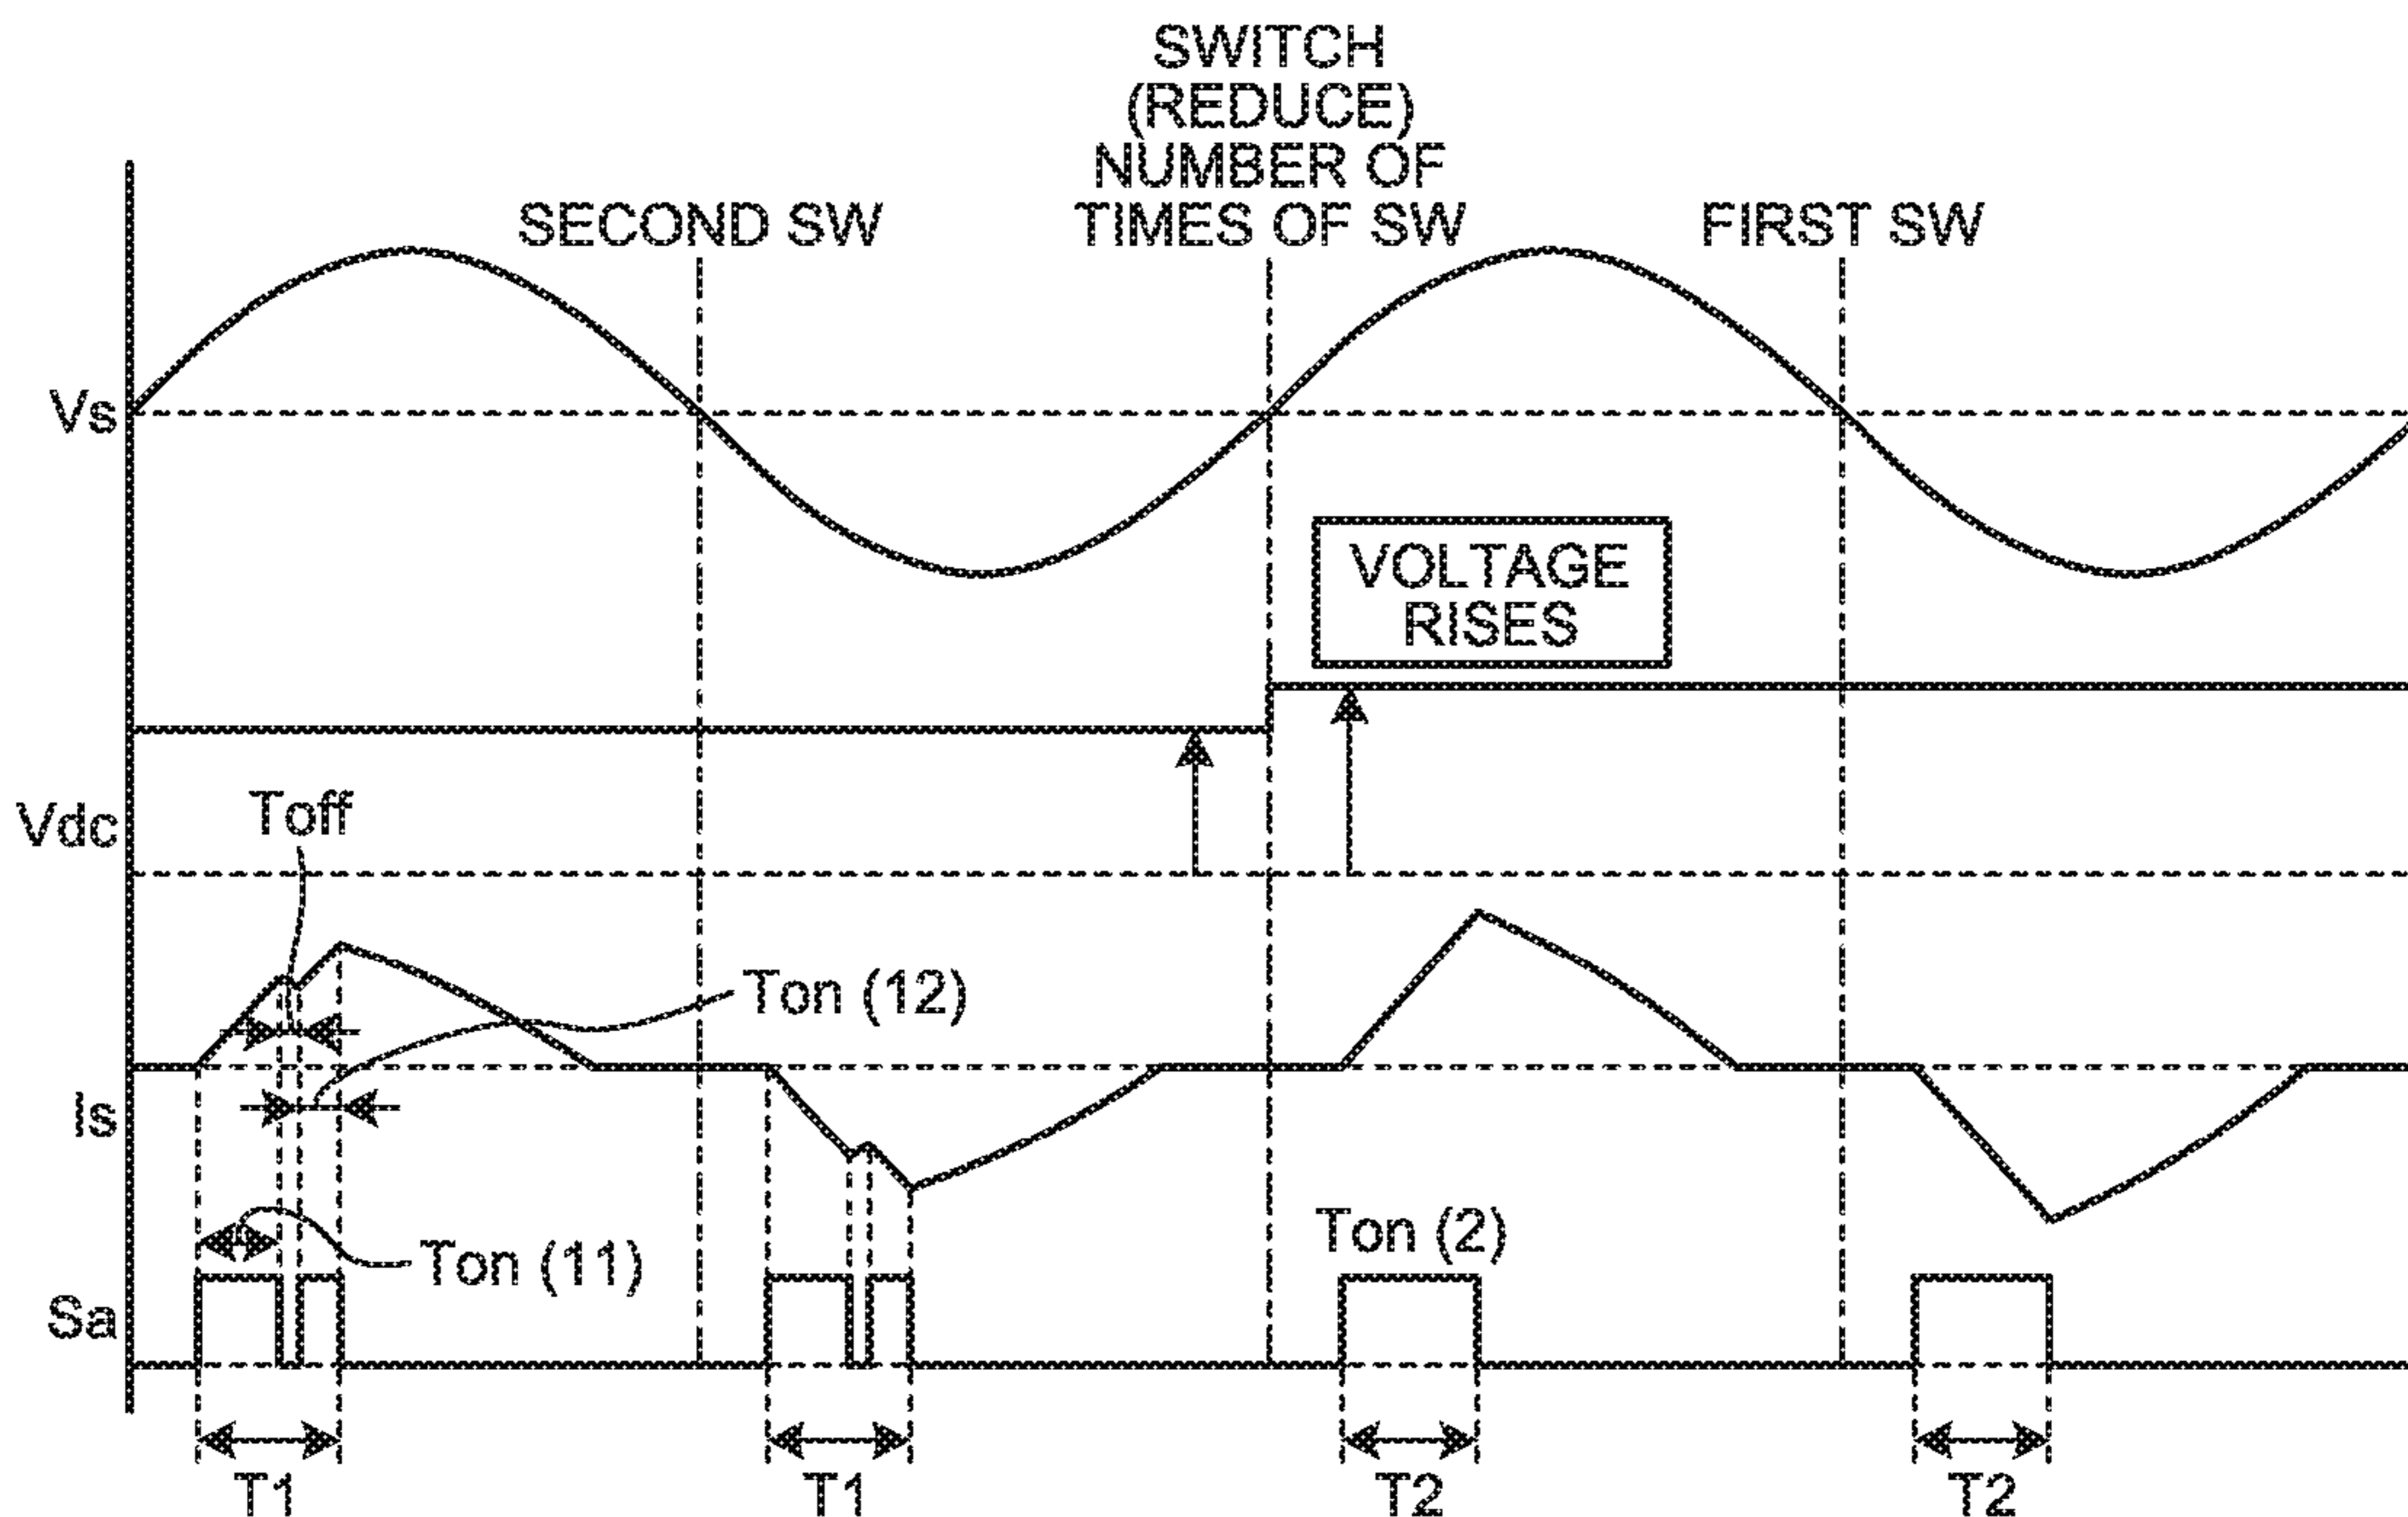 SWITCH
(REDUCE)
NUMBER OF
TIMES OF SW
SECOND SW
FIRST SW
Vs
VOLTAGE
RISES
Vdc
Toff
Ton (12)
Is
Ton (11)
Ton (2)
Sa
T1
T1
T2
T2